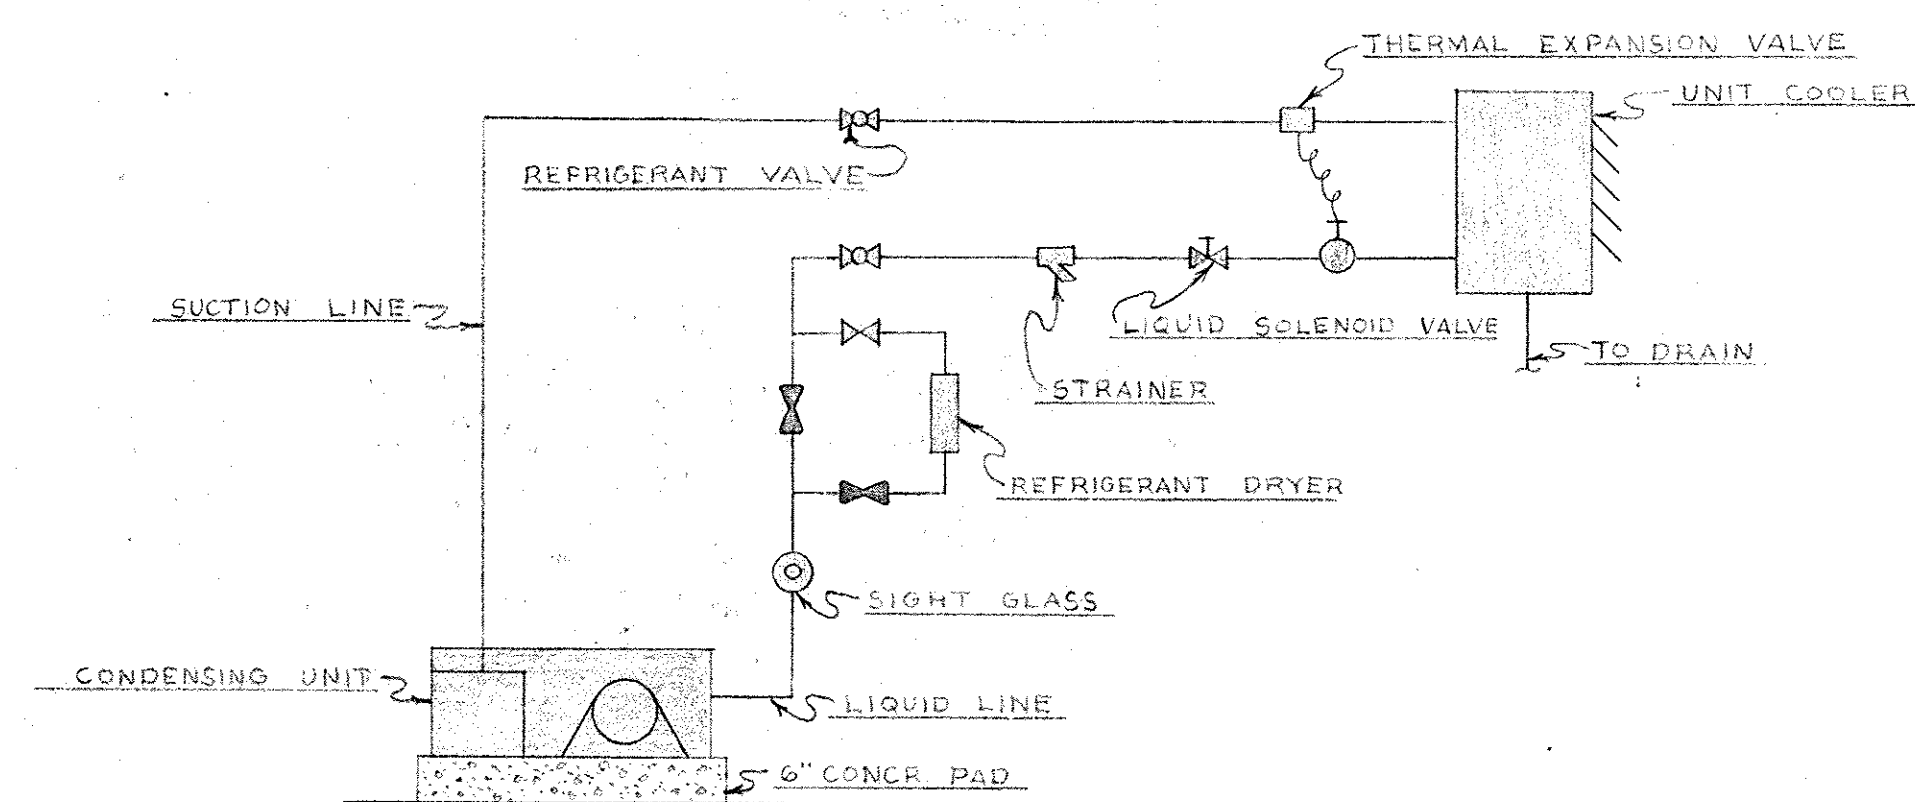 THERMAL EXPANSION VALVE
UNIT COOLER
REFRIGERANT VALVE
SUCTION LINE
LIQUID SOLENOID VALVE
TO DRAIN
STRAINER
REFRIGERANT DRYER
SIGHT GLASS
CONDENSING UNIT
LIQUID LINE
6" CONCR. PAD